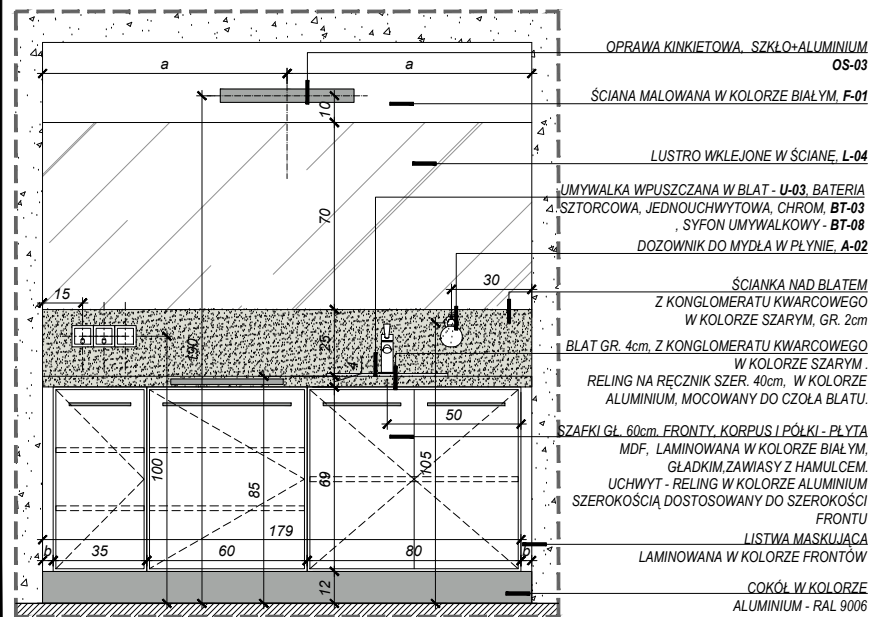 OPRAWA KINKIETOWA, SZKŁO+ALUMINIUM
OS-03
ŚCIANA MALOWANA W KOLORZE BIAŁYM, F-01
LUSTRO WKLEJONE W ŚCIANĘ, L-04
UMYWALKA WPUSZCZANA W BLAT - U-03, BATERIA
SZTORCOWA, JEDNOUCHWYTOWA, CHROM, BT-03
, SYFON UMYWALKOWY - BT-08
DOZOWNIK DO MYDŁA W PŁYNIE, A-02
ŚCIANKA NAD BLATEM
Z KONGLOMERATU KWARCOWEGO
W KOLORZE SZARYM, GR. 2cm
BLAT GR. 4cm, Z KONGLOMERATU KWARCOWEGO
W KOLORZE SZARYM .
RELING NA RĘCZNIK SZER. 40cm, W KOLORZE
ALUMINIUM, MOCOWANY DO CZOŁA BLATU.
SZAFKI GŁ. 60cm. FRONTY, KORPUS I PÓŁKI - PŁYTA
MDF, LAMINOWANA W KOLORZE BIAŁYM,
GŁADKIM,ZAWIASY Z HAMULCEM.
UCHWYT - RELING W KOLORZE ALUMINIUM
SZEROKOŚCIĄ DOSTOSOWANY DO SZEROKOŚCI
FRONTU
LISTWA MASKUJĄCA
LAMINOWANA W KOLORZE FRONTÓW
COKÓŁ W KOLORZE
ALUMINIUM - RAL 9006
a
a
10
70
30
15
190
25
4
50
100
85
69
105
179
b
35
60
80
b
12